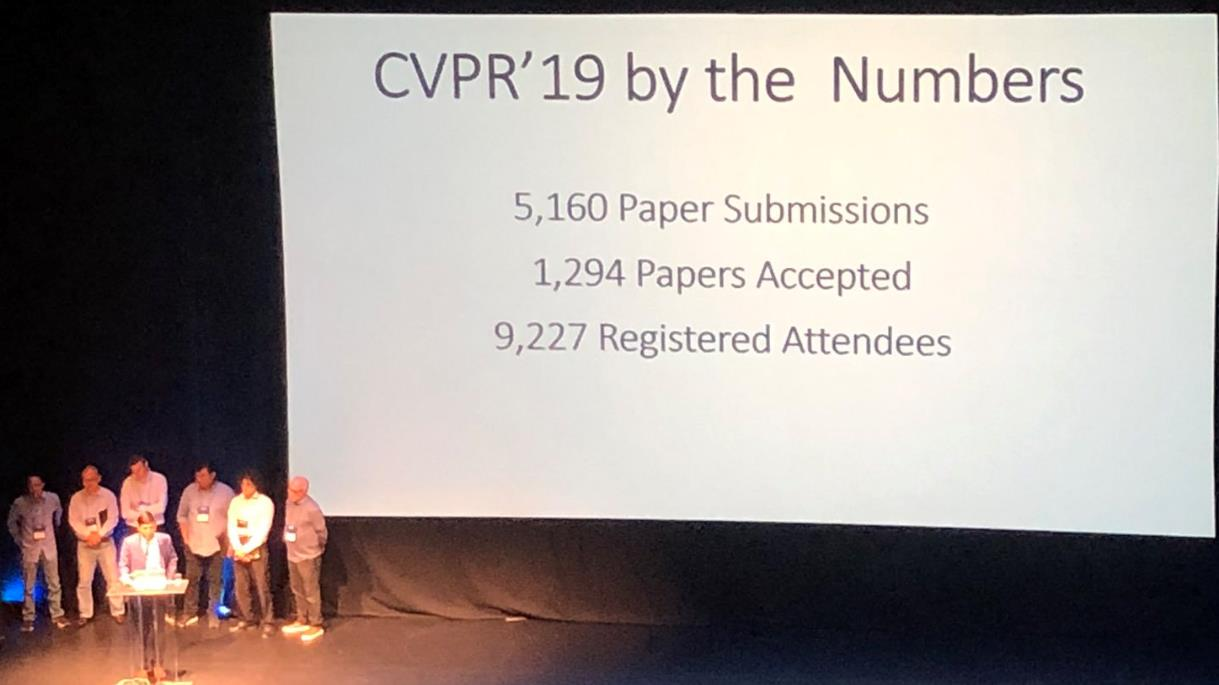 CVPR’19 by the Numbers
5,160 Paper Submissions
1,294 Papers Accepted
9,227 Registered Attendees